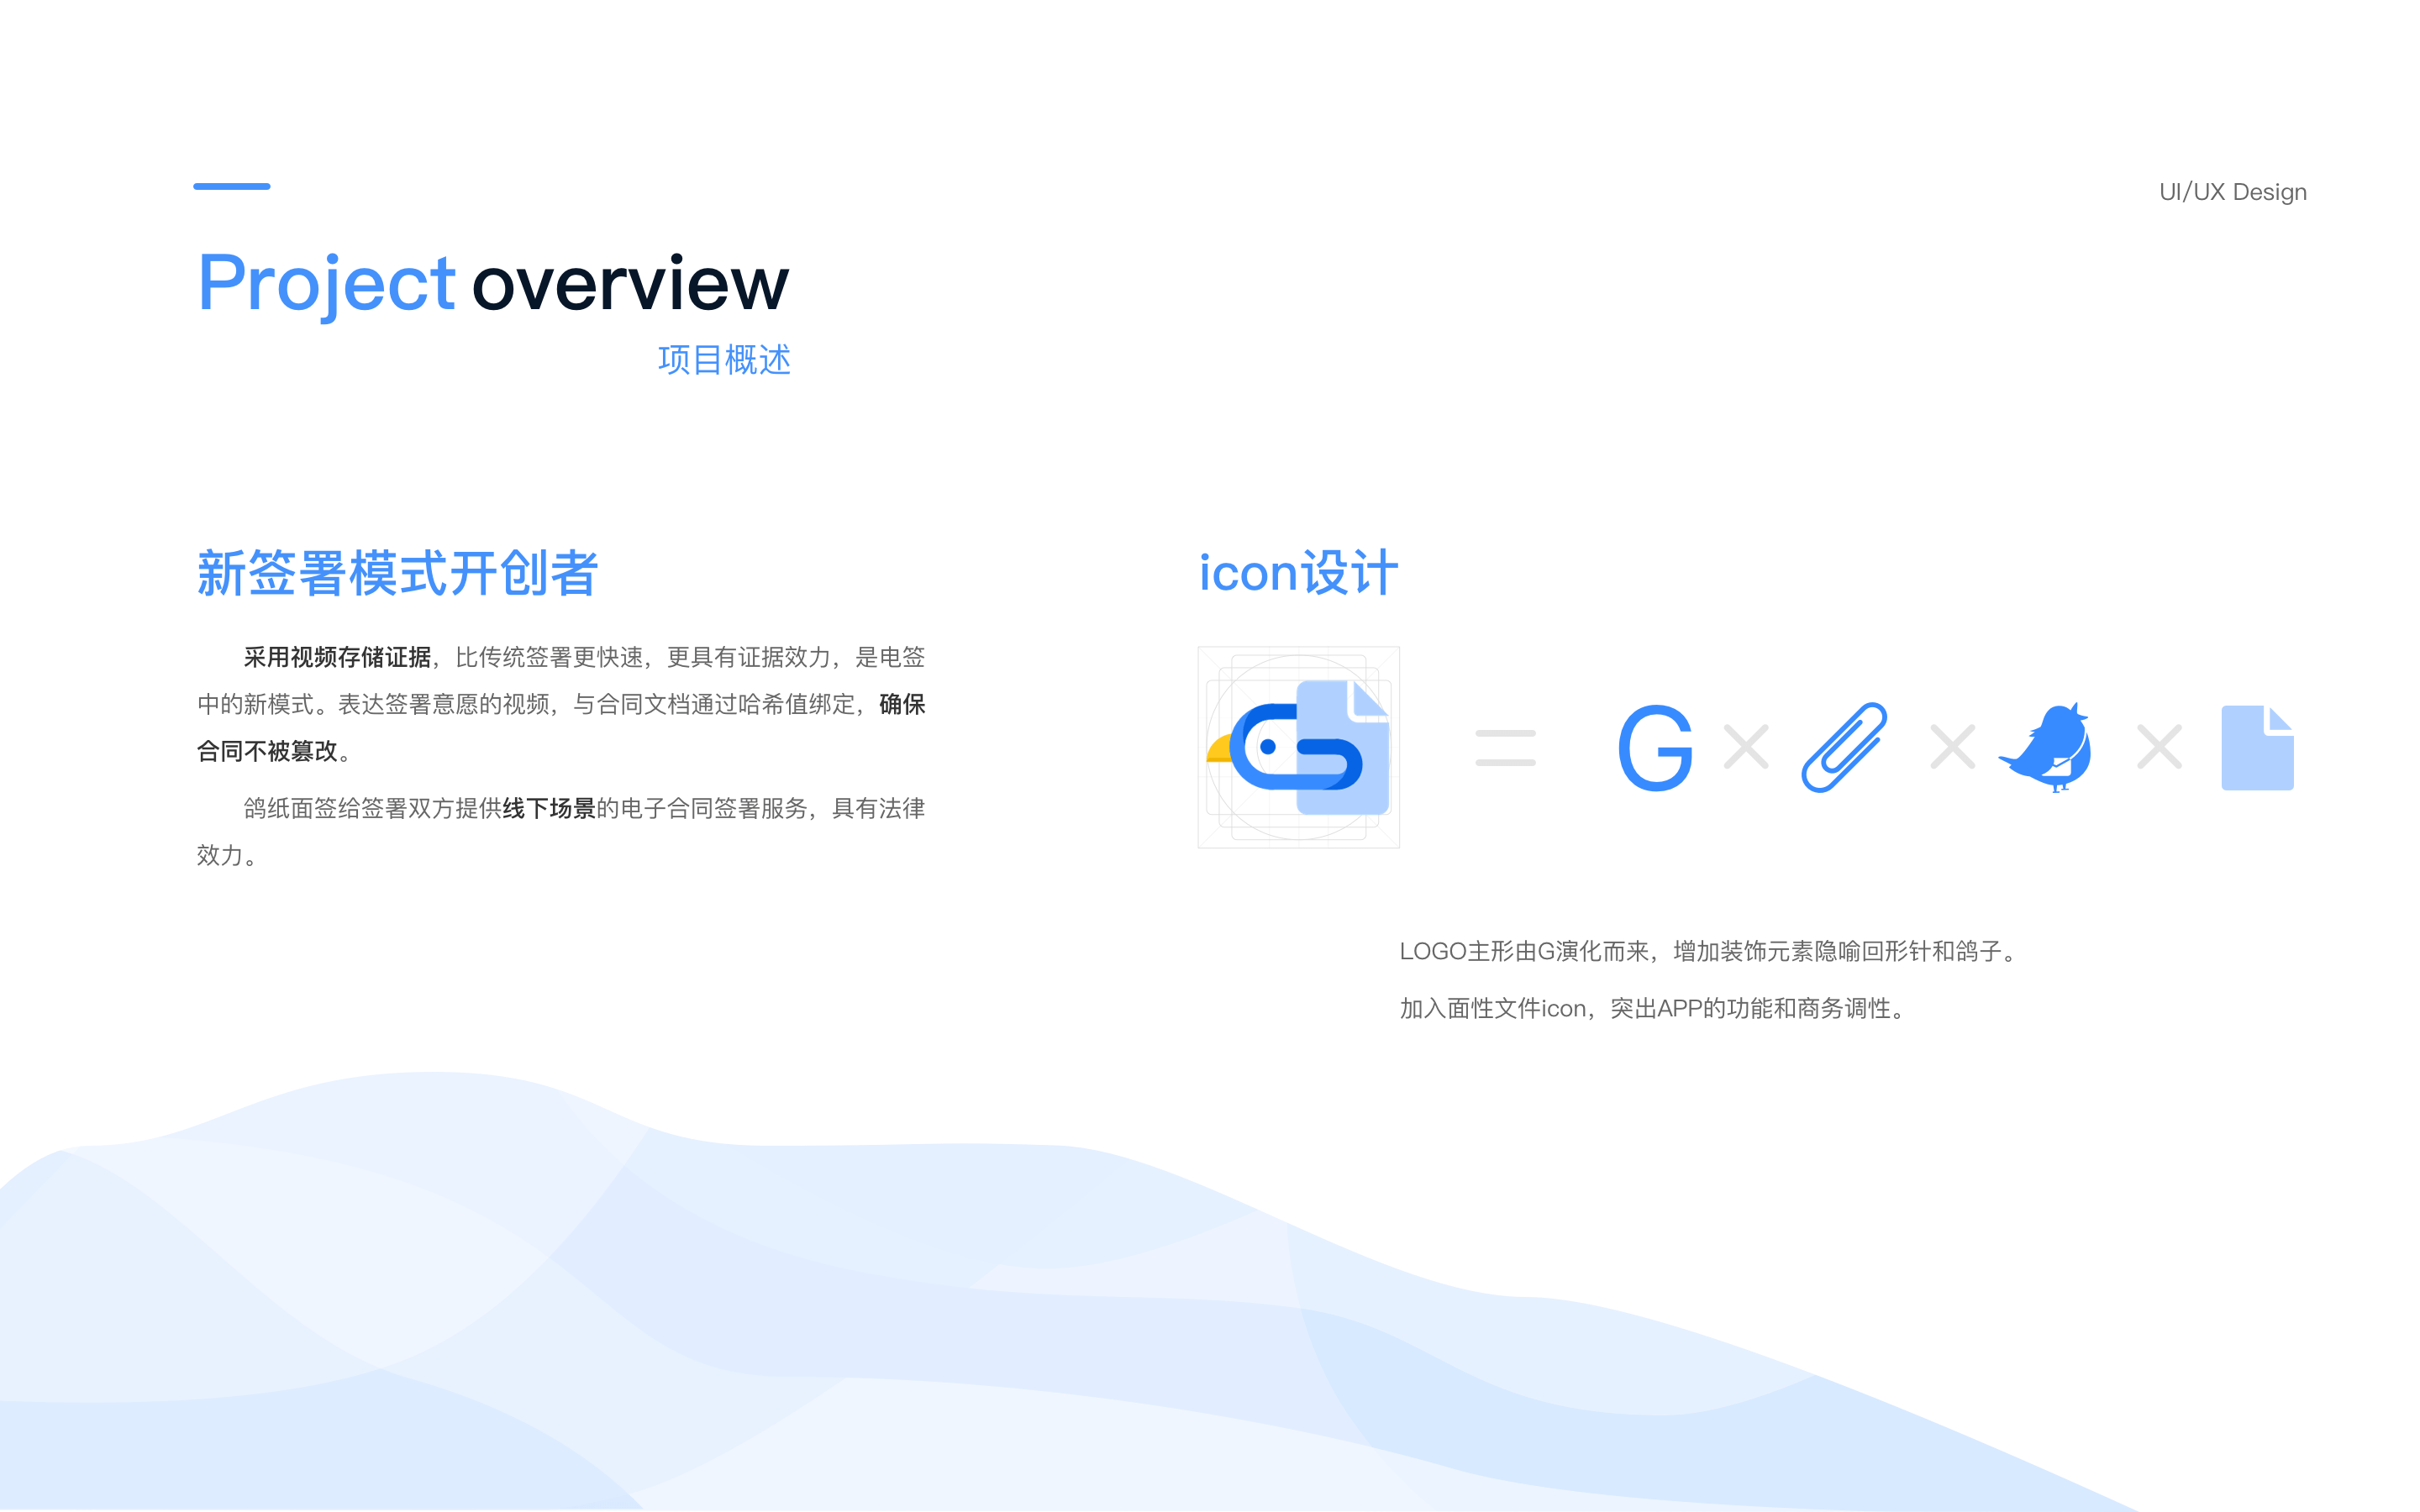 UI/UX Design
Project overview
项目概述
新签署模式开创者
采用视频存储证据，比传统签署更快速，更具有证据效力，是电签
中的新模式。表达签署意愿的视频，与合同文档通过哈希值绑定，确保
合同不被篡改。
鸽纸面签给签署双方提供线下场景的电子合同签署服务，具有法律
效力。
icon设计
G
LOGO主形由G演化而来，增加装饰元素隐喻回形针和鸽子。
加入面性文件icon，突出APP的功能和商务调性。